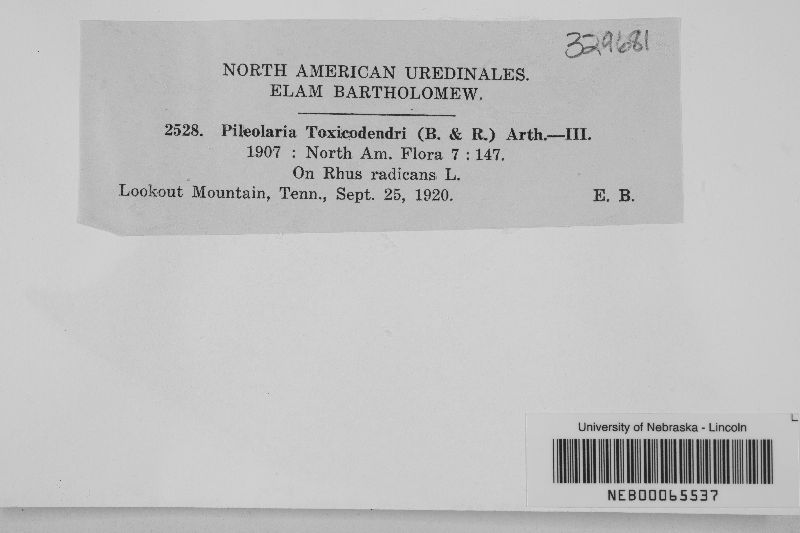 329681
NORTH AMERICAN UREDINALES.
ELAM BARTHOLOMEW.
2528. Pileolaria Toxicodendri (B. & R.) Arth.—III.
1907 : North Am. Flora 7 : 147.
On Rhus radicans L.
Lookout Mountain, Tenn., Sept. 25, 1920. E. B.
University of Nebraska - Lincoln
NEB00065537